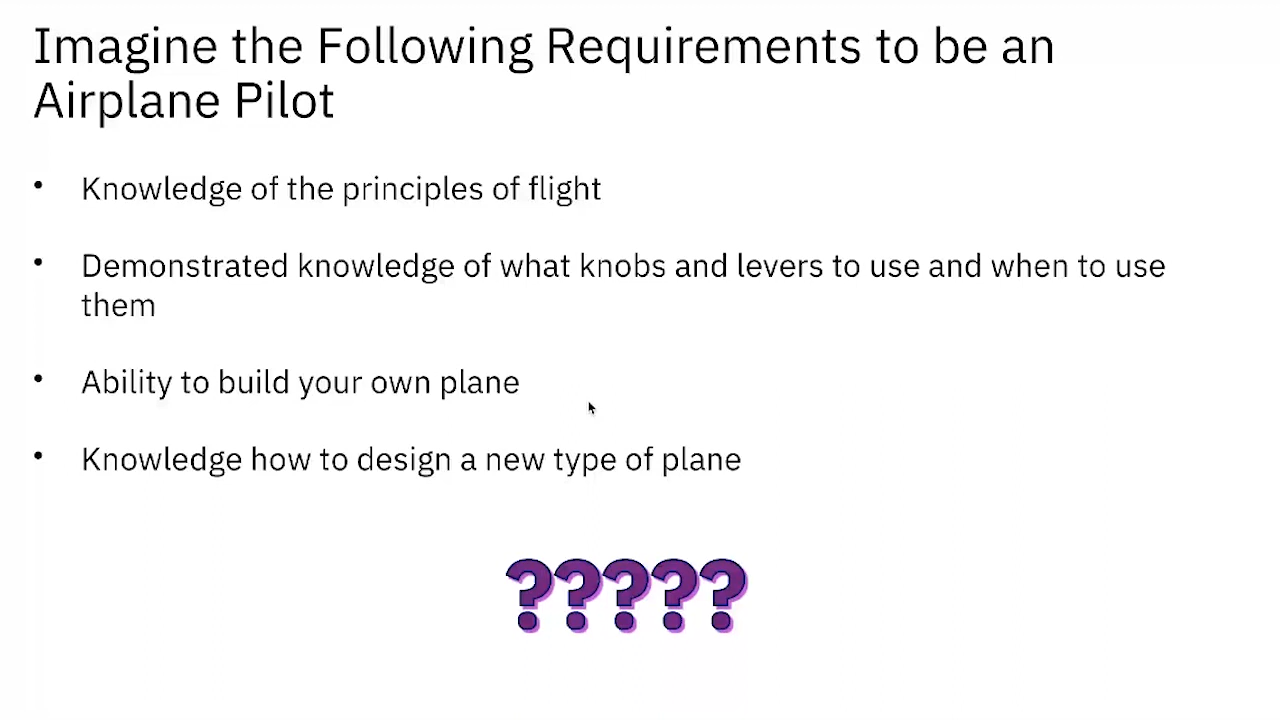 Imagine the Following Requirements to be an
Airplane Pilot
• Knowledge of the principles of flight
• Demonstrated knowledge of what knobs and levers to use and when to use
them
• Ability to build your own plane
• Knowledge how to design a new type of plane
?????